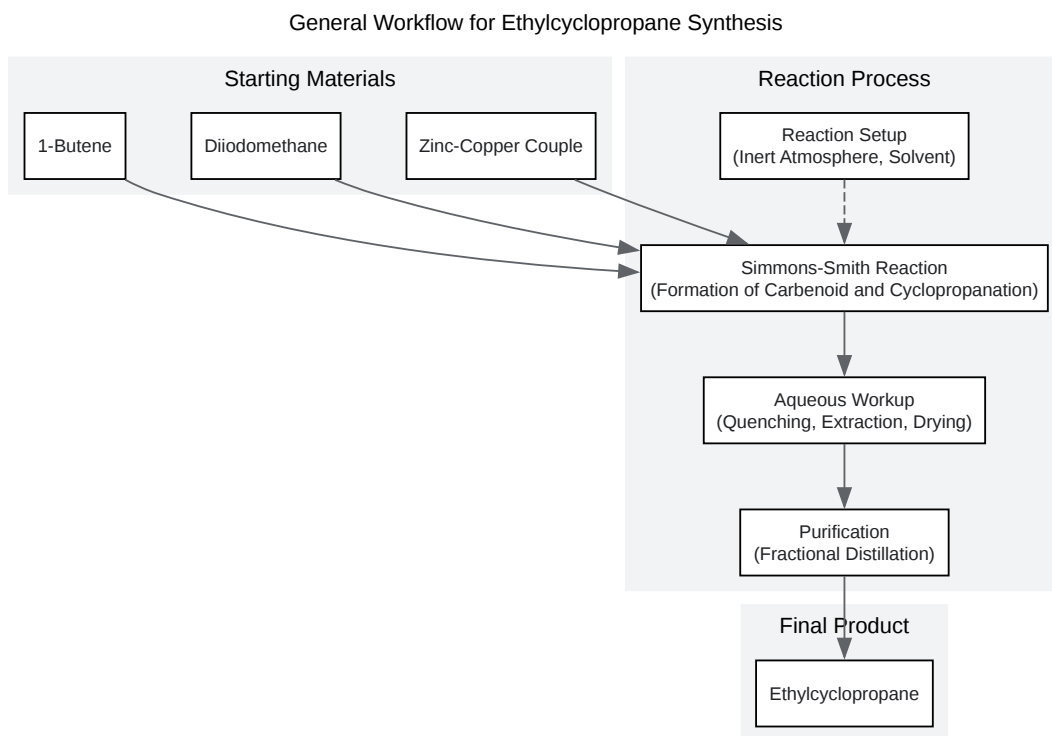 General Workflow for Ethylcyclopropane Synthesis
Starting Materials
1-Butene
Diiodomethane
Zinc-Copper Couple
Reaction Process
Reaction Setup
(Inert Atmosphere, Solvent)
Simmons-Smith Reaction
(Formation of Carbenoid and Cyclopropanation)
Aqueous Workup
(Quenching, Extraction, Drying)
Purification
(Fractional Distillation)
Final Product
Ethylcyclopropane